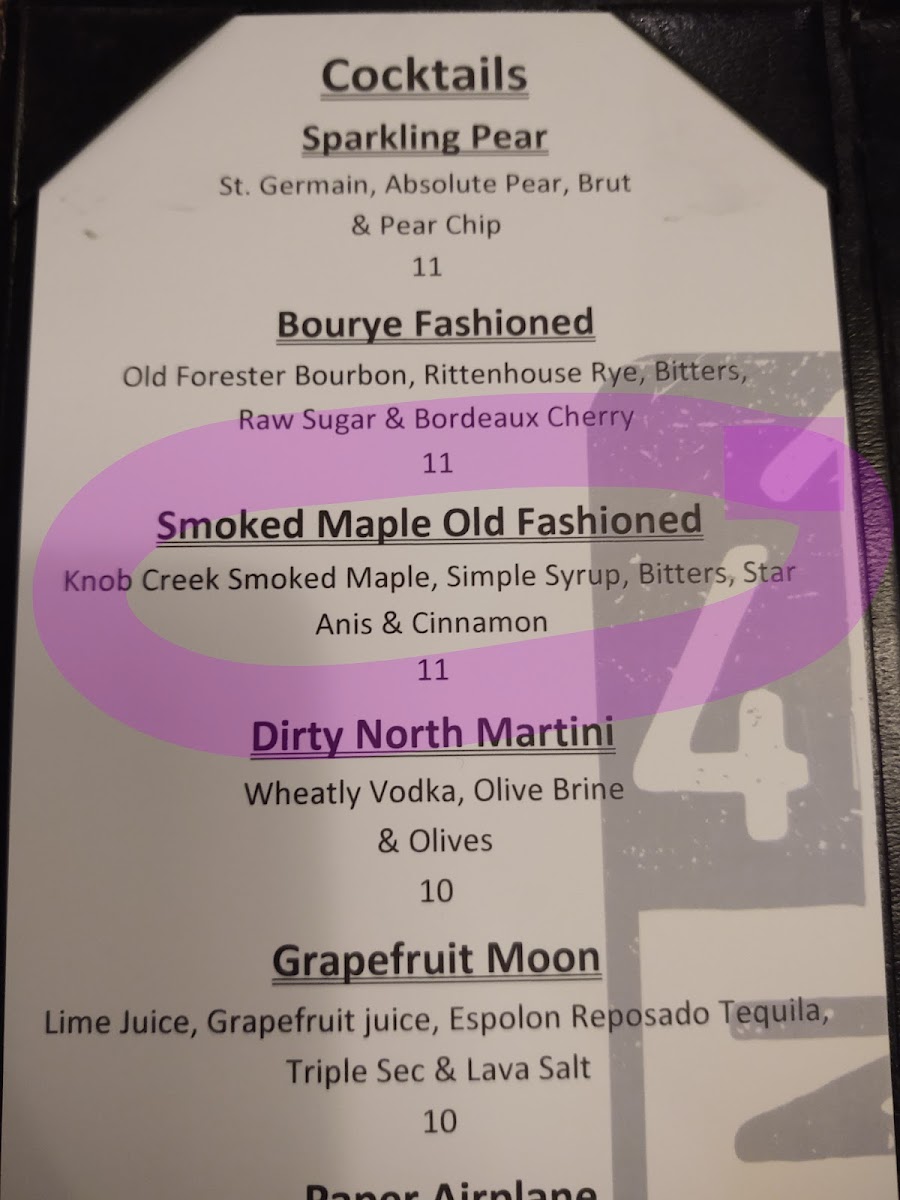 Cocktails
Sparkling Pear
St. Germain, Absolute Pear, Brut
& Pear Chip
11
Bourye Fashioned
Old Forester Bourbon, Rittenhouse Rye, Bitters,
Raw Sugar & Bordeaux Cherry
11
Smoked Maple Old Fashioned
Knob Creek Smoked Maple, Simple Syrup, Bitters, Star
Anis & Cinnamon
11
Dirty North Martini
Wheatly Vodka, Olive Brine
& Olives
10
Grapefruit Moon
Lime Juice, Grapefruit juice, Espolon Reposado Tequila,
Triple Sec & Lava Salt
10
Paper Airplane
4